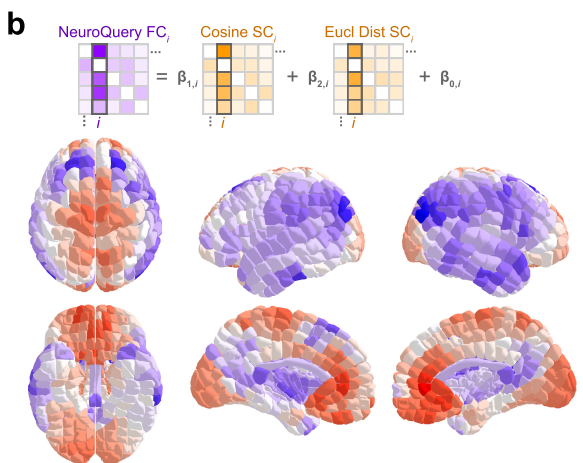 b
NeuroQuery FCᵢ Cosine SCᵢ Eucl Dist SCᵢ
... = β₁,ᵢ ... + β₂,ᵢ ... + β₀,ᵢ
⋮ i ⋮ i ⋮ i